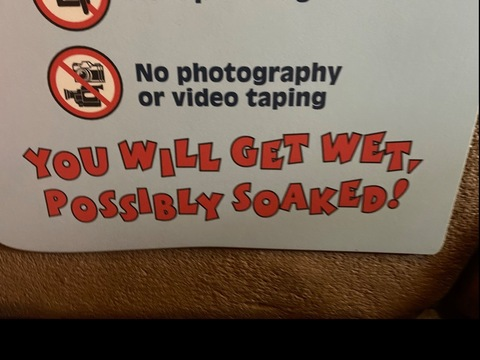 No photography
or video taping
YOU WILL GET WET,
POSSIBLY SOAKED!